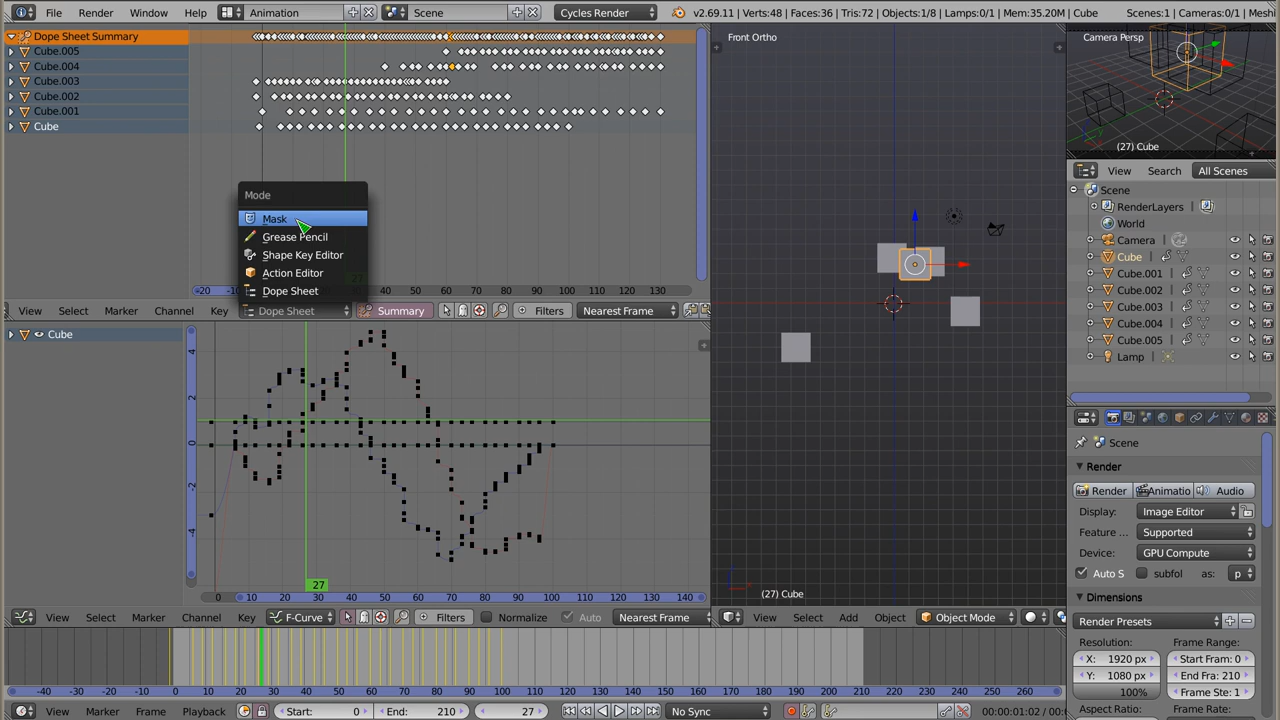 File Render Window Help Animation Scene Cycles Render v2.69.11 | Verts:48 | Faces:36 | Tris:72 | Objects:1/8 | Lamps:0/1 | Mem:35.20M Scenes:1 | Cameras:0/1 | Mesh
Dope Sheet Summary
Cube.005
Cube.004
Cube.003
Cube.002
Cube.001
Cube
Mode
Mask
Grease Pencil
Shape Key Editor
Action Editor
Dope Sheet
-20 0 10 20 30 40 50 60 70 80 90 100 110 120 130
View Select Marker Channel Key Dope Sheet Summary Filters Nearest Frame
Cube
4
2
0
-2
-4
27
0 10 20 30 40 50 60 70 80 90 100 110 120 130 140
View Select Marker Channel Key F-Curve Filters Normalize Auto Nearest Frame
-40 -30 -20 -10 0 10 20 30 40 50 60 70 80 90 100 110 120 130 140 150 160 170 180 190 200 210 220 230 240 250 260
View Marker Frame Playback Start: 0 End: 210 27 No Sync 00:00:01:02 / 00:00
Front Ortho
(27) Cube
View Select Add Object Object Mode
Camera Persp
(27) Cube
View Search All Scenes
Scene
RenderLayers
World
Camera
Cube
Cube.001
Cube.002
Cube.003
Cube.004
Cube.005
Lamp
Scene
Render
Render Animatio Audio
Display: Image Editor
Feature ... Supported
Device: GPU Compute
Auto S subfol as: p
Dimensions
Render Presets
Resolution: Frame Range:
X: 1920 px Start Fram: 0
Y: 1080 px End Fra: 210
100% Frame Ste: 1